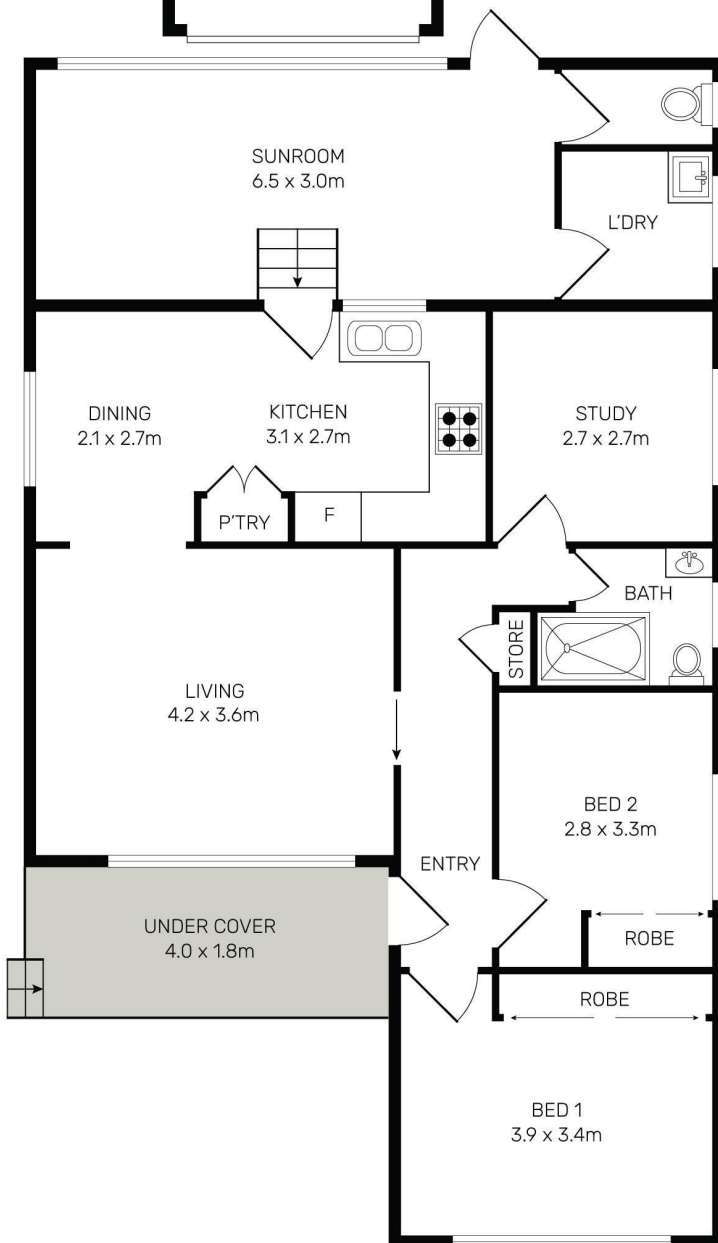 SUNROOM
6.5 x 3.0m
L'DRY
DINING
2.1 x 2.7m
KITCHEN
3.1 x 2.7m
STUDY
2.7 x 2.7m
P'TRY
F
BATH
STORE
LIVING
4.2 x 3.6m
BED 2
2.8 x 3.3m
ENTRY
ROBE
UNDER COVER
4.0 x 1.8m
ROBE
BED 1
3.9 x 3.4m